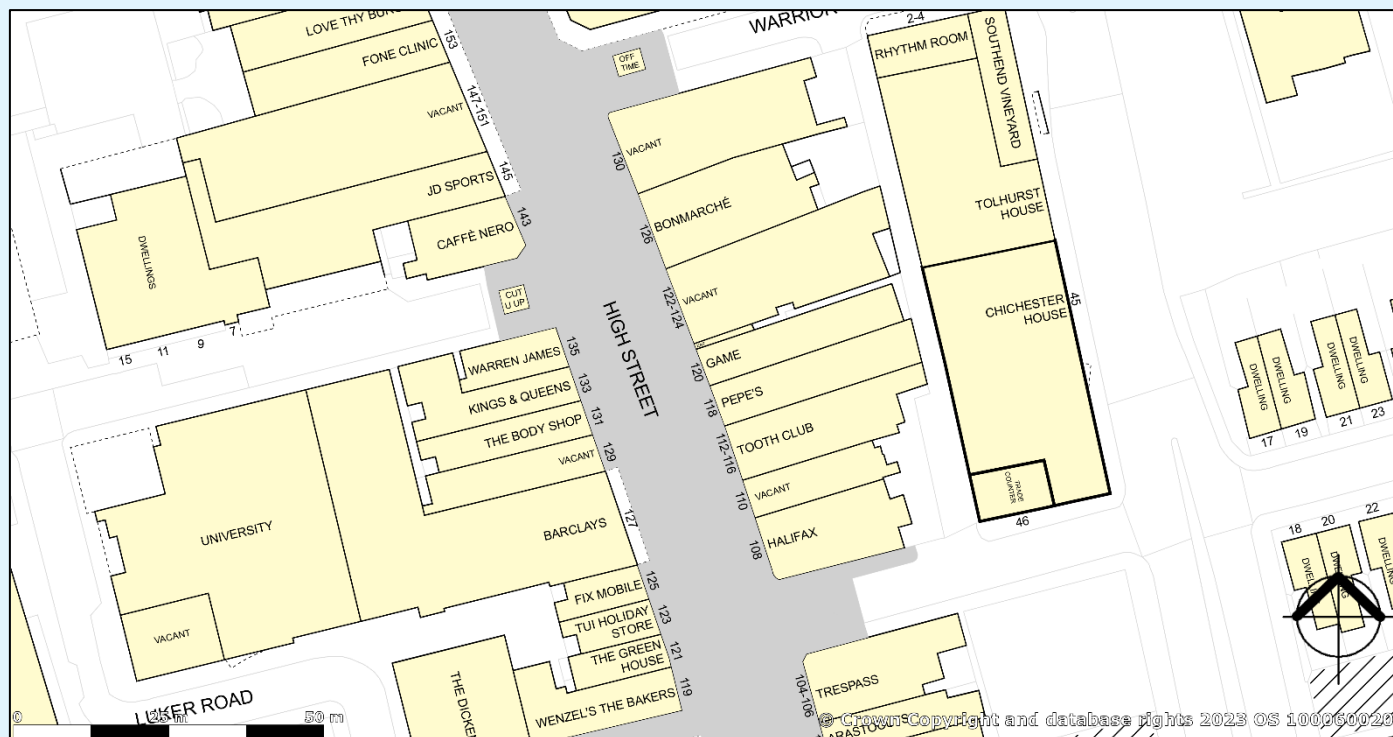 LOVE THY
FONE CLINIC
153
147-151
VACANT
145
JD SPORTS
143
CAFFÈ NERO
DWELLINGS
15
11
9
7
CUT
U UP
OFF
TIME
WARRIOR
2-4
RHYTHM ROOM
SOUTHEND VINEYARD
TOLHURST
HOUSE
CHICHESTER
HOUSE
45
TRADE
COUNTER
46
130
VACANT
126
BONMARCHÉ
122-124
VACANT
HIGH STREET
120
GAME
118
PEPE'S
112-116
TOOTH CLUB
110
VACANT
108
HALIFAX
135
WARREN JAMES
133
KINGS & QUEENS
131
THE BODY SHOP
129
VACANT
127
BARCLAYS
UNIVERSITY
VACANT
125
FIX MOBILE
123
TUI HOLIDAY
STORE
121
THE GREEN
HOUSE
119
WENZEL'S THE BAKERS
THE
LUKER ROAD
104-106
TRESPASS
DWELLING
DWELLING
DWELLING
DWELLING
17
19
21
23
18
20
22
DWELLING
DWELLING
DWELLING
0
25 m
50 m
© Crown Copyright and database rights 2023 OS 100060020